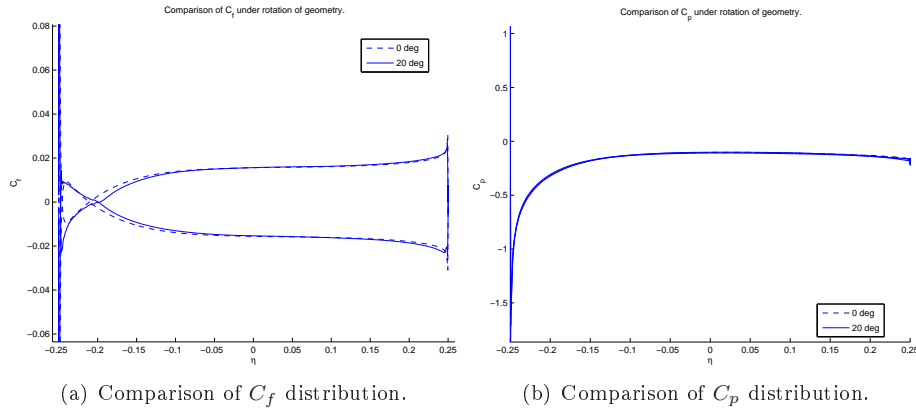 Comparison of C_f under rotation of geometry.
0.08
0.06
0.04
0.02
0
−0.02
−0.04
−0.06
C_f
0 deg
20 deg
−0.25 −0.2 −0.15 −0.1 −0.05 0 0.05 0.1 0.15 0.2 0.25
η
(a) Comparison of C_f distribution.
Comparison of C_p under rotation of geometry.
1
0.5
0
−0.5
−1
−1.5
C_p
0 deg
20 deg
−0.25 −0.2 −0.15 −0.1 −0.05 0 0.05 0.1 0.15 0.2 0.25
η
(b) Comparison of C_p distribution.